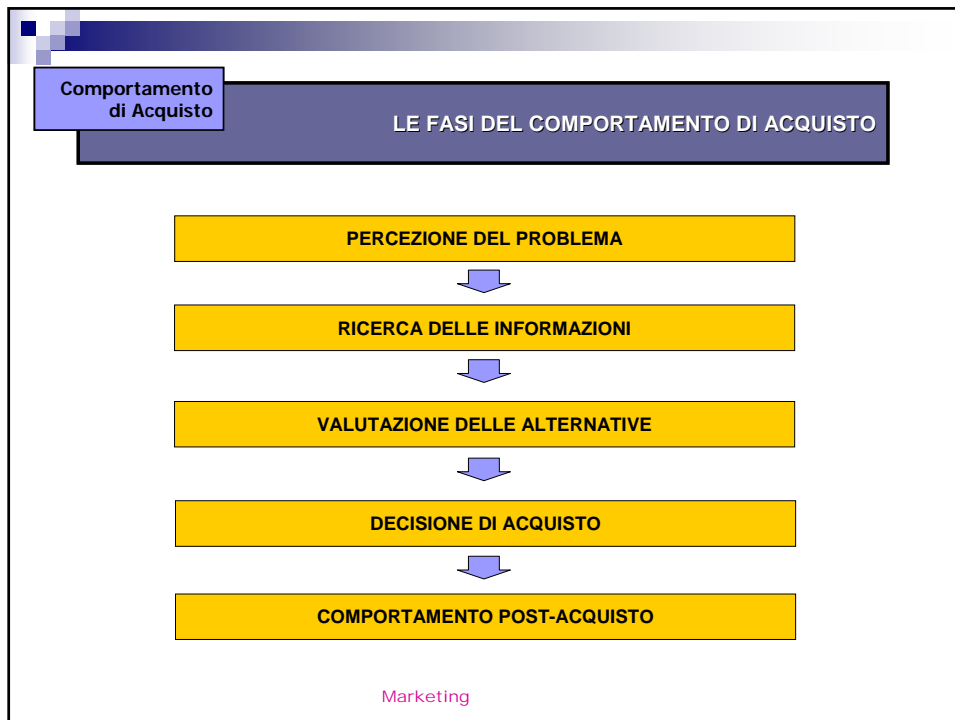 Comportamento
di Acquisto
LE FASI DEL COMPORTAMENTO DI ACQUISTO
PERCEZIONE DEL PROBLEMA
RICERCA DELLE INFORMAZIONI
VALUTAZIONE DELLE ALTERNATIVE
DECISIONE DI ACQUISTO
COMPORTAMENTO POST-ACQUISTO
Marketing